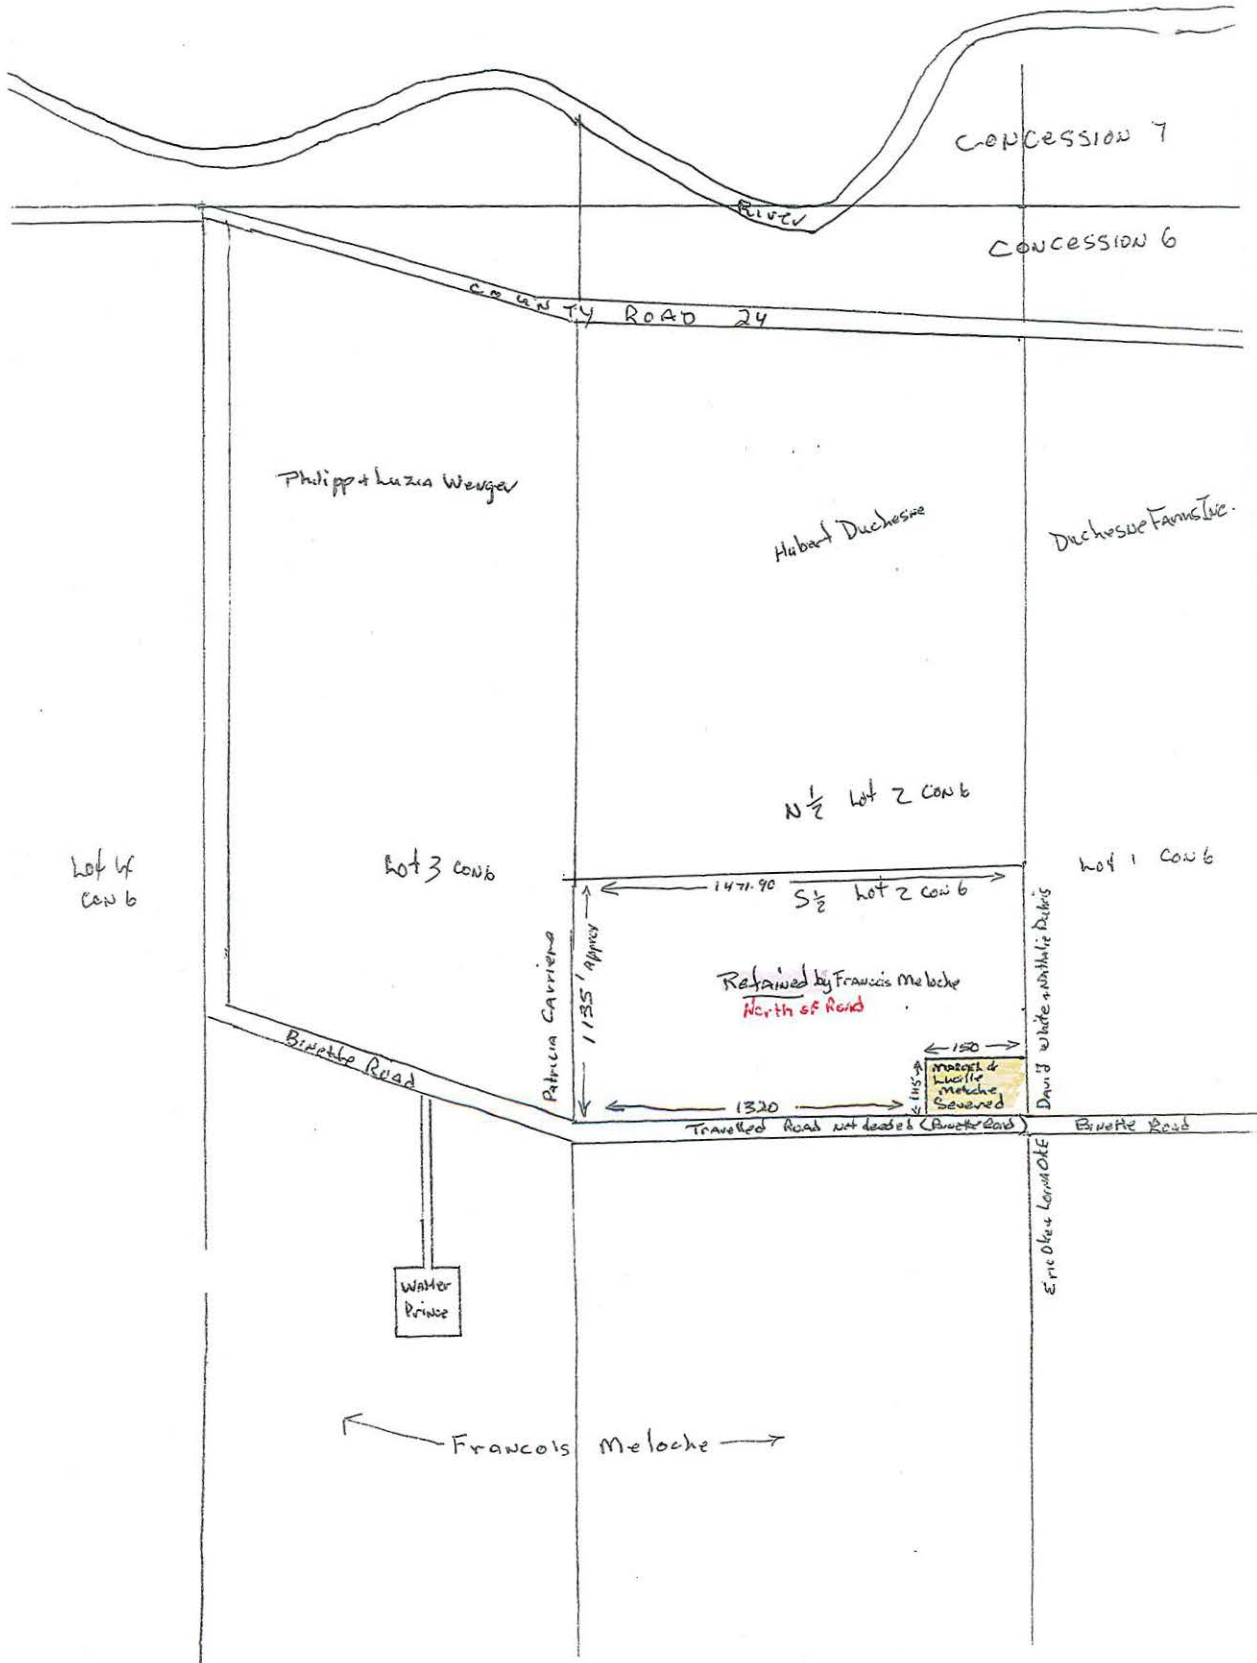 CONCESSION 7
River
CONCESSION 6
COUNTY ROAD 24
Philipp + Luzia Wenger
Hubert Duchesne
Duchesne Farms Inc.
N 1/2 Lot 2 CON 6
Lot 4
CON 6
Lot 3 CON 6
Lot 1 CON 6
1471.90
S 1/2 Lot 2 CON 6
Patricia Carriere
1135' Approx
David White + Nathalie
Retained by Francois Meloche
North of Road
150
115'
MARCEL &
Lucille
Meloche
Severed
1320
Binette Road
Travelled Road not deeded (Binette Road)
Binette Road
Eric Oke + Lorna OKE
Walter
Prince
Francois Meloche